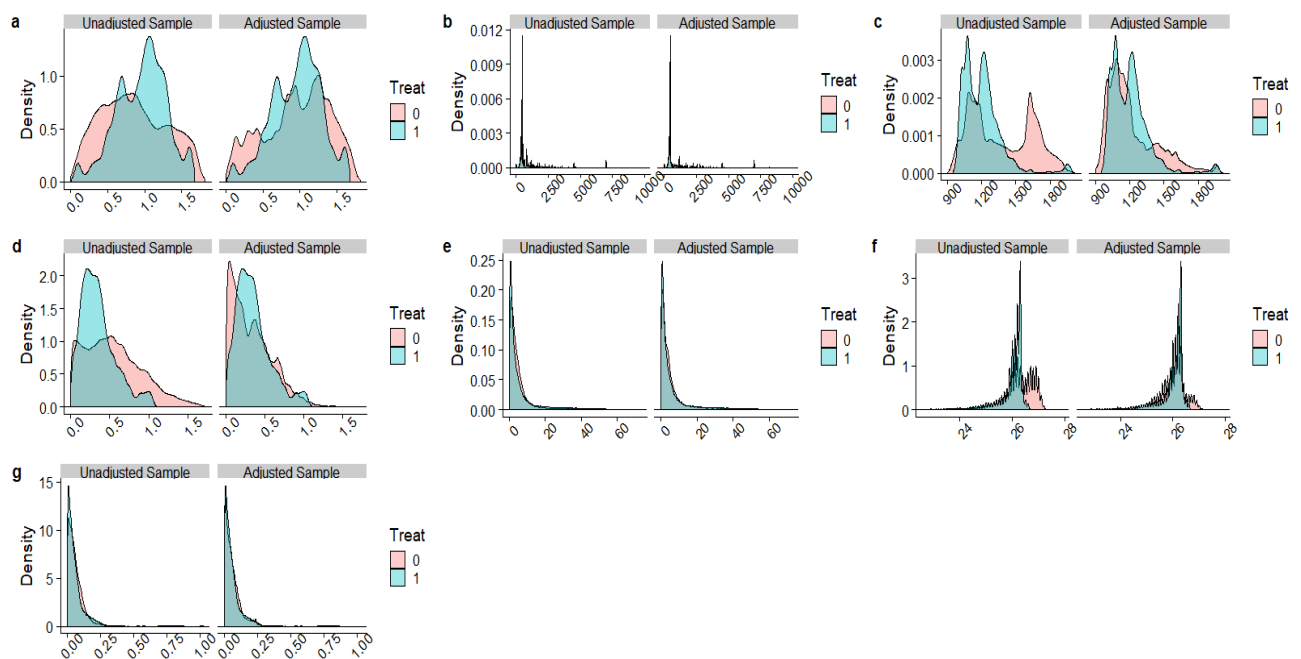 a
Unadjusted Sample Adjusted Sample
Density
0.0 0.5 1.0
0.0 0.5 1.0 1.5 0.0 0.5 1.0 1.5
Treat
0
1
b
Unadjusted Sample Adjusted Sample
Density
0.012
0.009
0.006
0.003
0.000
0 2500 5000 7500 10000 0 2500 5000 7500 10000
Treat
0
1
c
Unadjusted Sample Adjusted Sample
Density
0.003
0.002
0.001
0.000
900 1200 1500 1800 900 1200 1500 1800
Treat
0
1
d
Unadjusted Sample Adjusted Sample
Density
2.0
1.5
1.0
0.5
0.0
0.0 0.5 1.0 1.5 0.0 0.5 1.0 1.5
Treat
0
1
e
Unadjusted Sample Adjusted Sample
Density
0.25
0.20
0.15
0.10
0.05
0.00
0 20 40 60 0 20 40 60
Treat
0
1
f
Unadjusted Sample Adjusted Sample
Density
3
2
1
0
24 26 28 24 26 28
Treat
0
1
g
Unadjusted Sample Adjusted Sample
Density
15
10
5
0
0.00 0.25 0.50 0.75 1.00 0.00 0.25 0.50 0.75 1.00
Treat
0
1